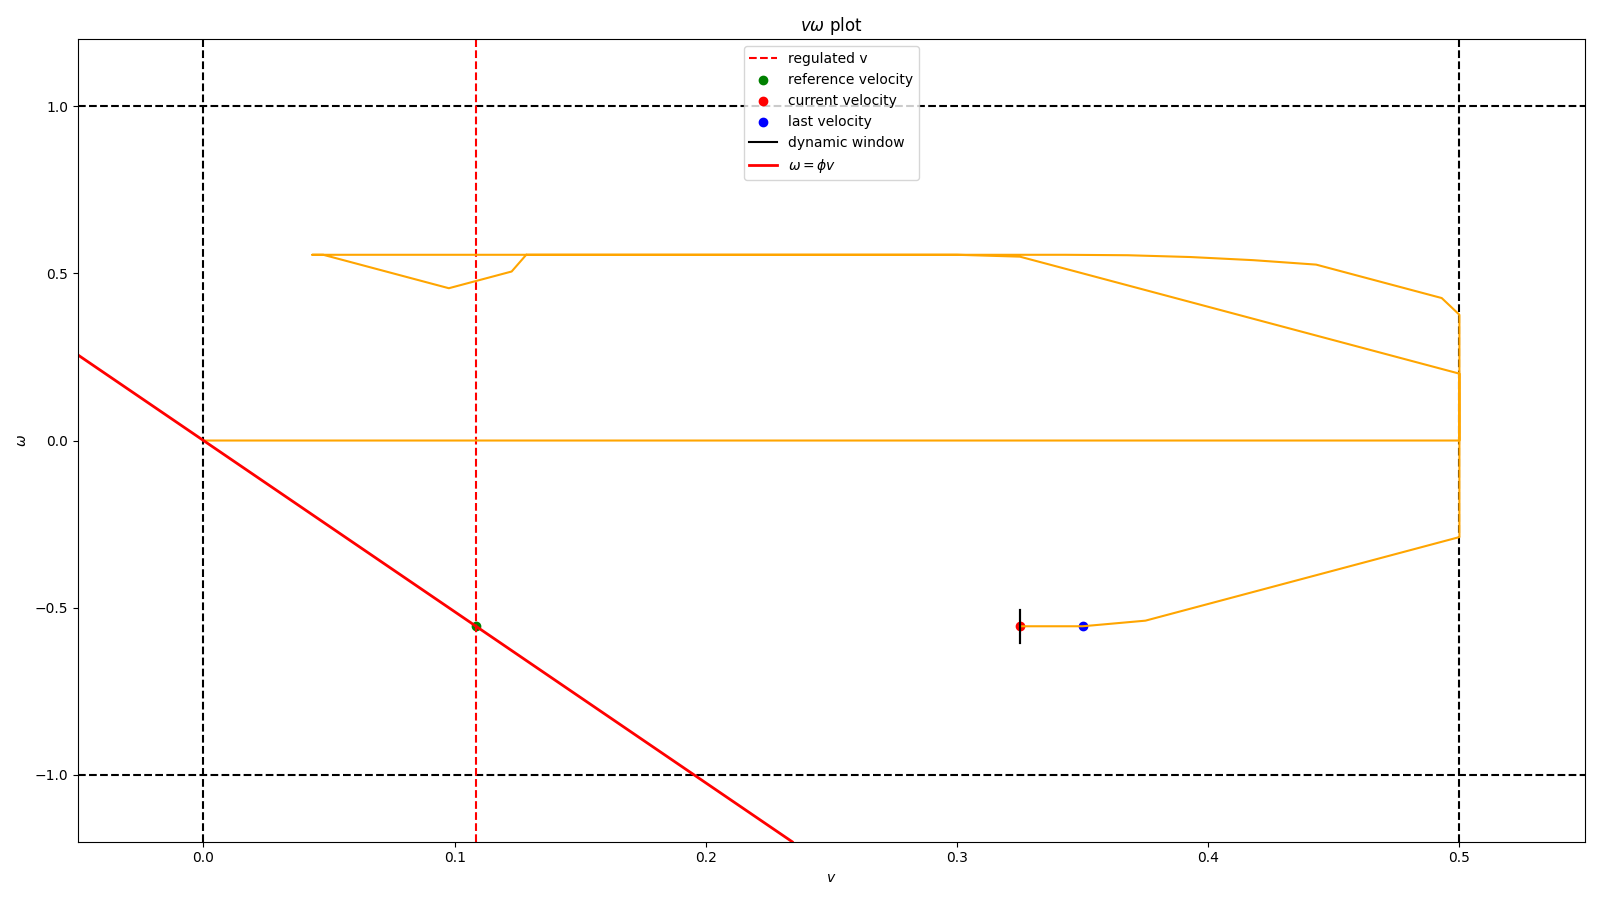 vω plot
regulated v
reference velocity
current velocity
last velocity
dynamic window
ω = ϕv
1.0
0.5
0.0
−0.5
−1.0
ω
0.0
0.1
0.2
0.3
0.4
0.5
v